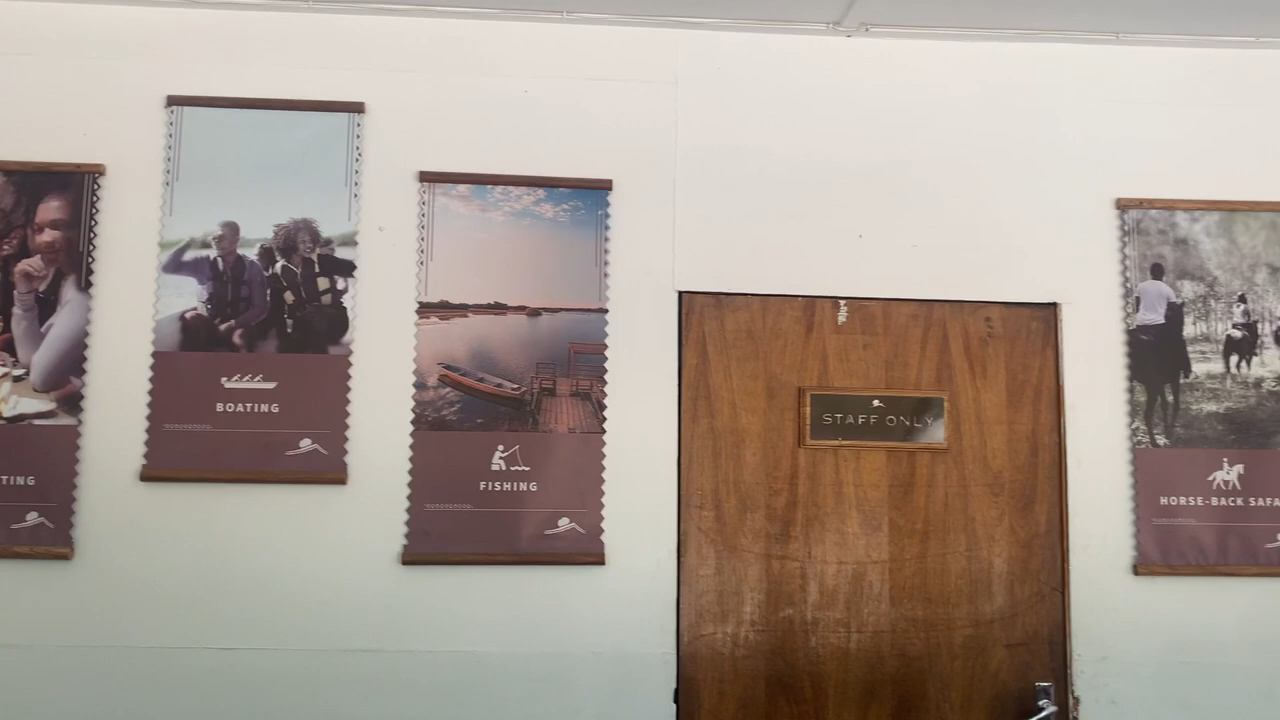 TING
BOATING
FISHING
STAFF ONLY
HORSE-BACK SAFA